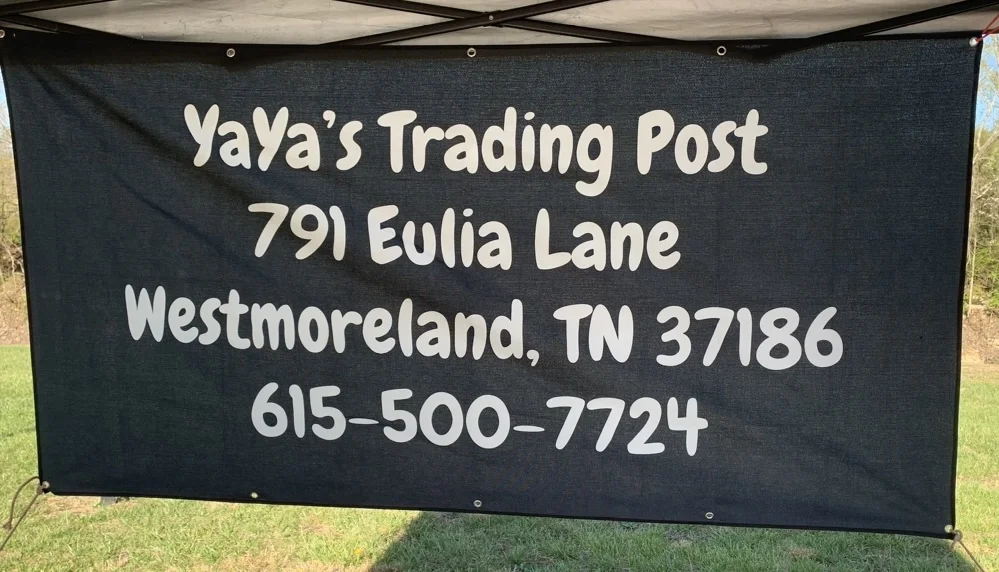 YaYa's Trading Post
791 Eulia Lane
Westmoreland, TN 37186
615-500-7724